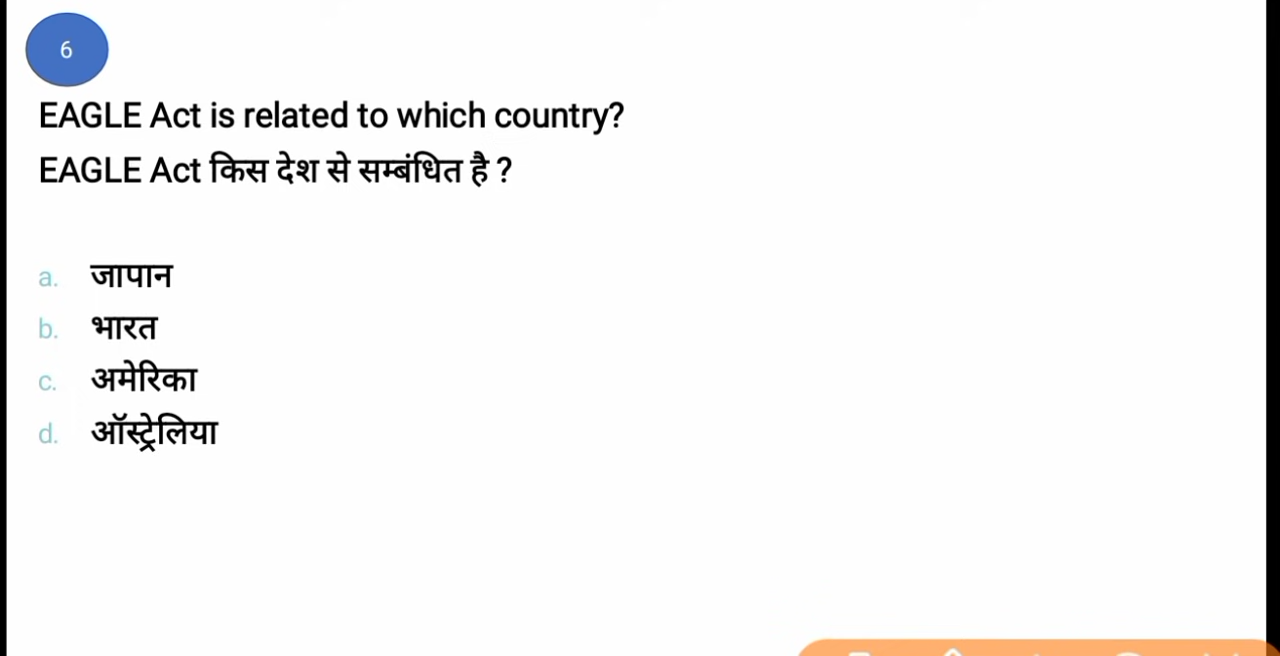 6
EAGLE Act is related to which country?
EAGLE Act किस देश से सम्बंधित है ?
a. जापान
b. भारत
c. अमेरिका
d. ऑस्ट्रेलिया